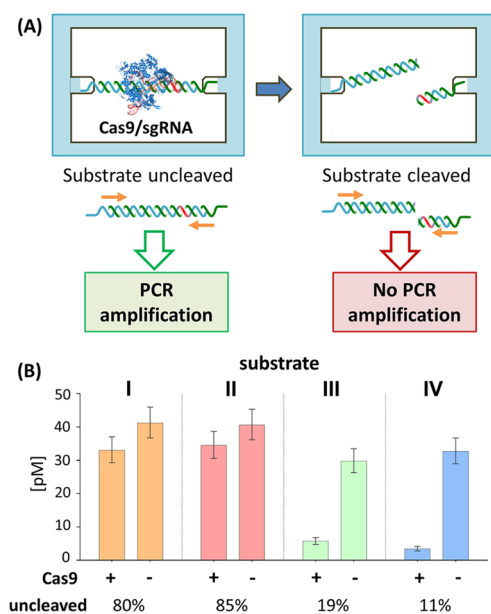 (A)
Cas9/sgRNA
Substrate uncleaved
Substrate cleaved
PCR
amplification
No PCR
amplification
(B)
substrate
I II III IV
50
40
30
20
10
0
[pM]
Cas9 + - + - + - + -
uncleaved 80% 85% 19% 11%